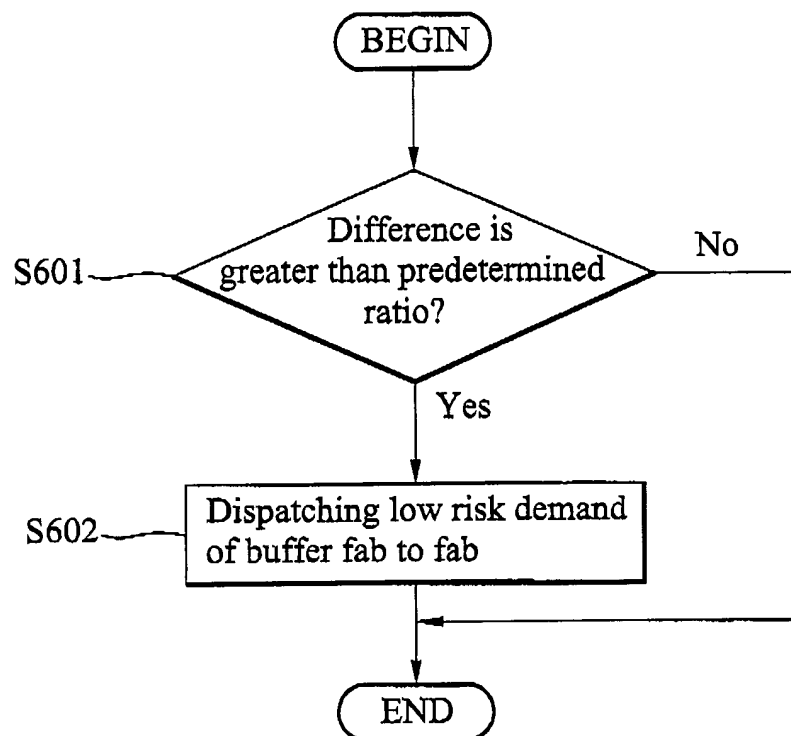 BEGIN
Difference is
greater than predetermined
ratio?
No
S601
Yes
Dispatching low risk demand
of buffer fab to fab
S602
END